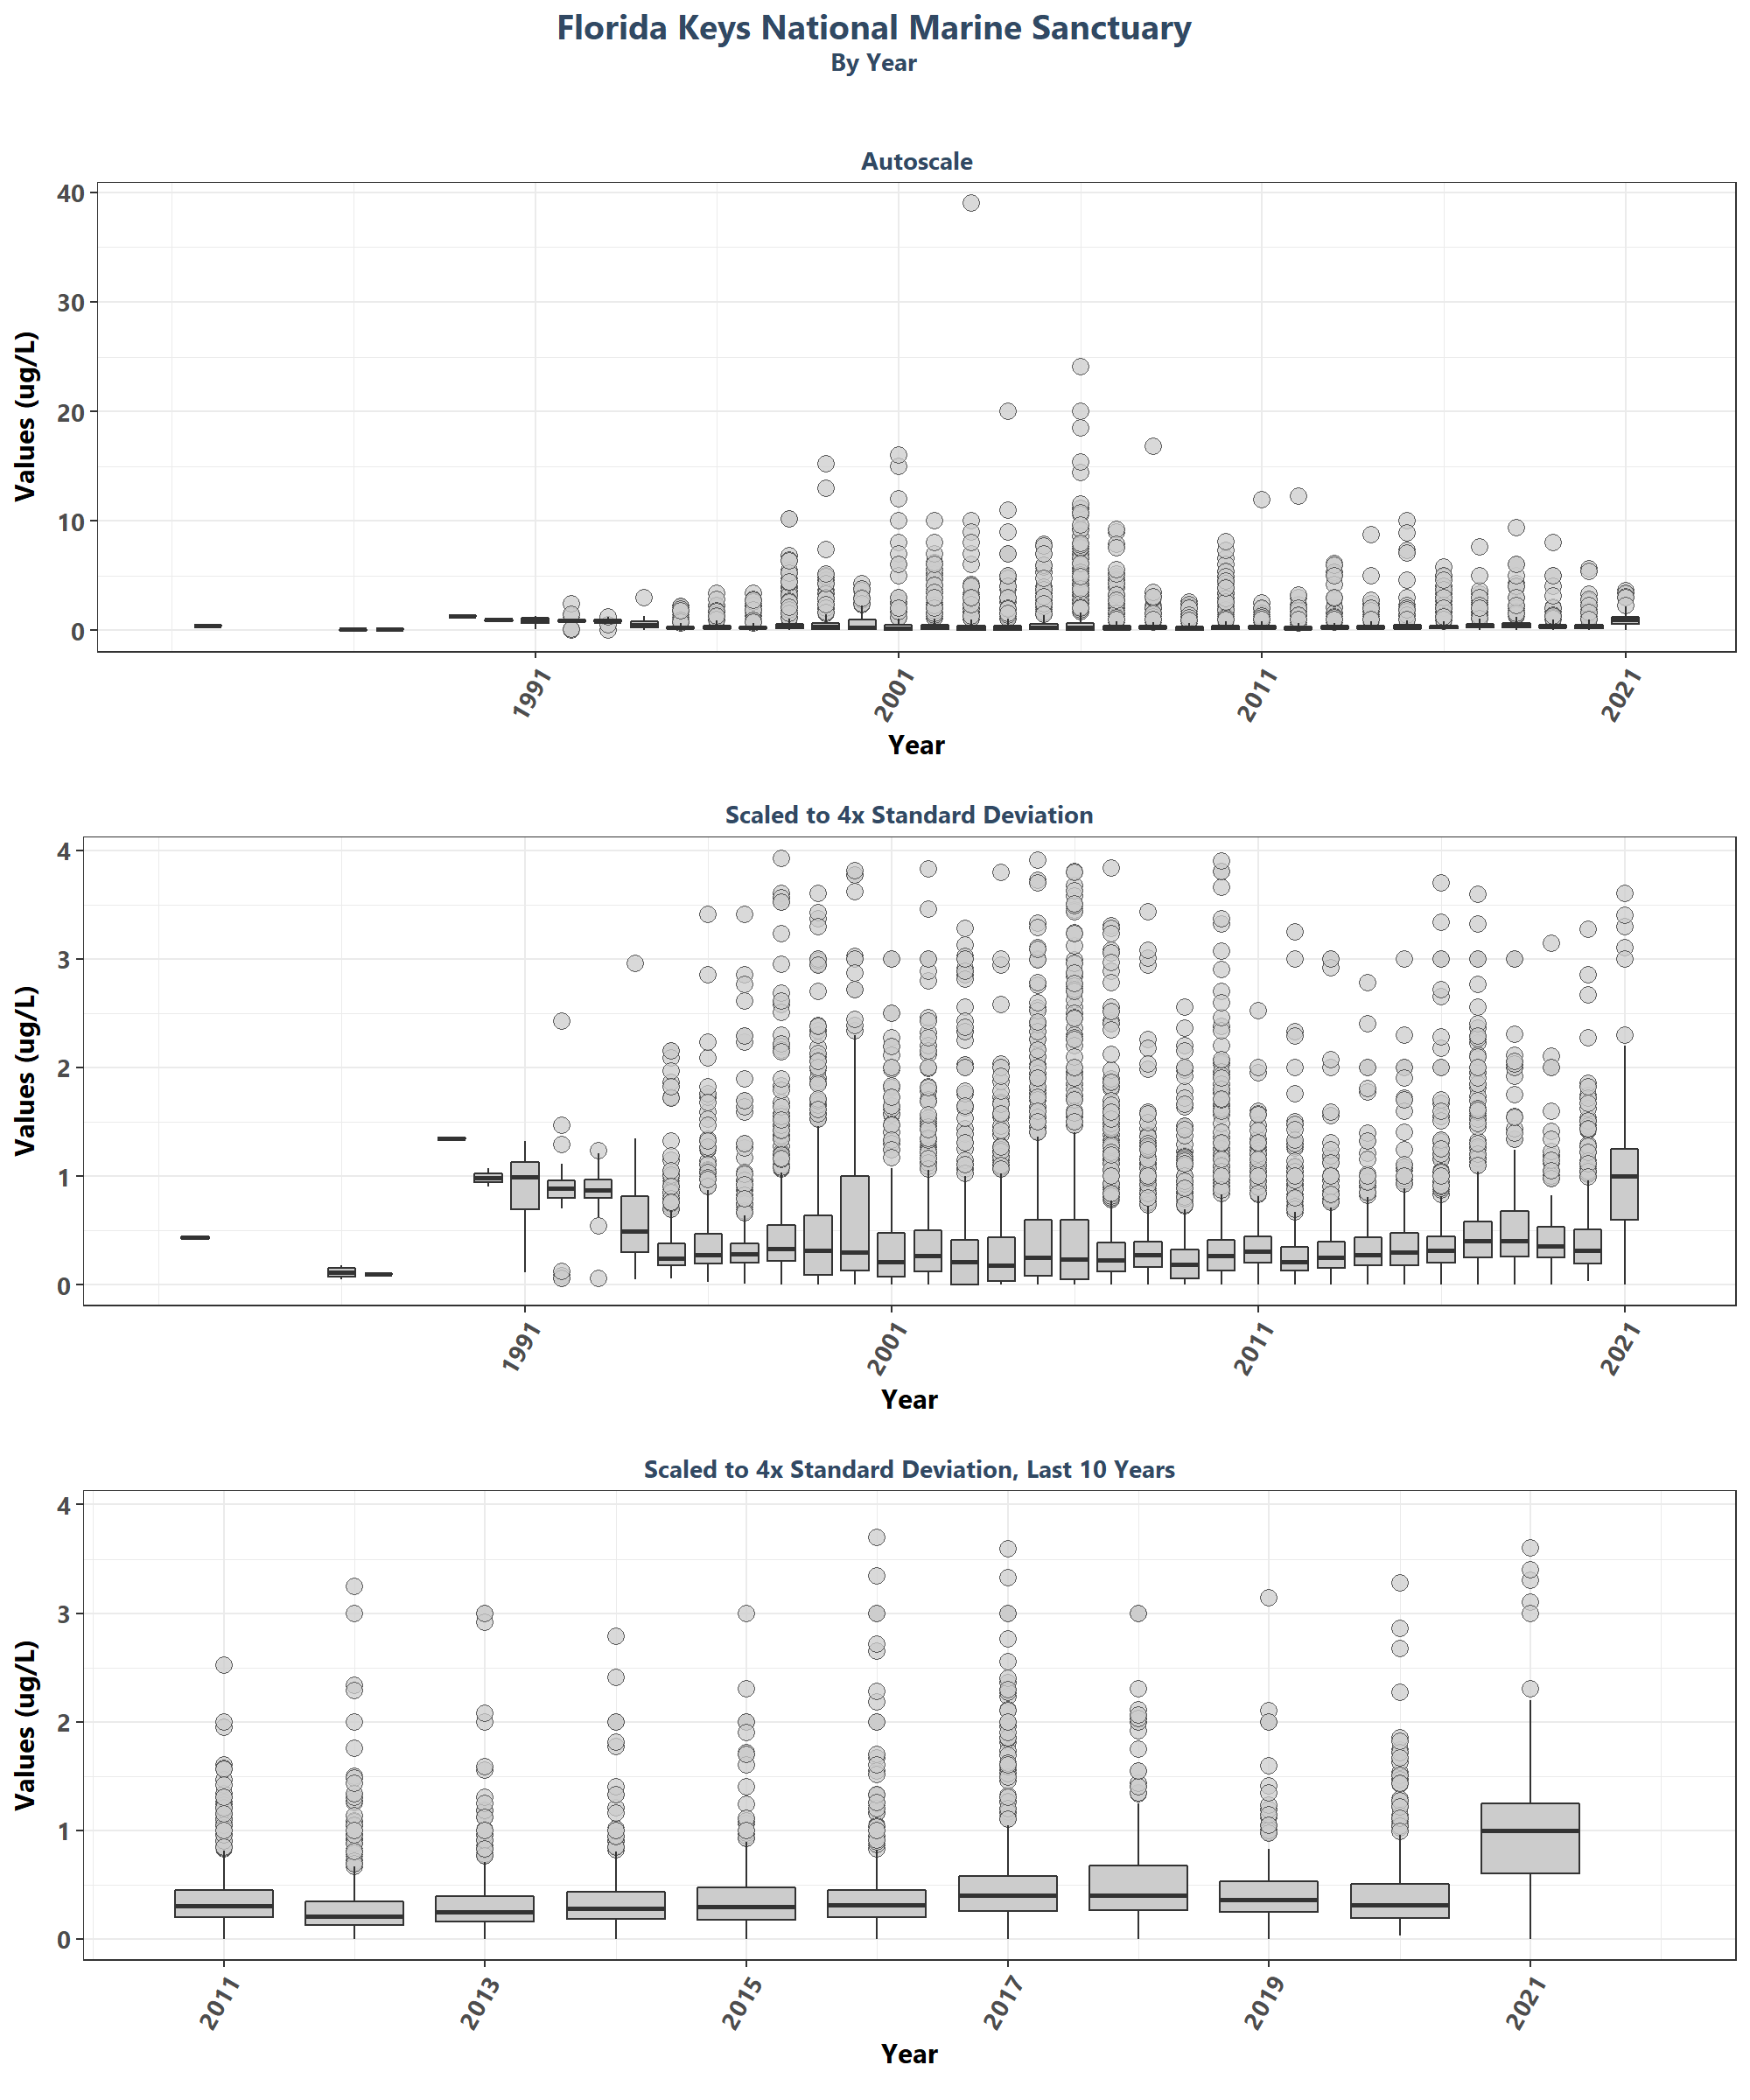 Florida Keys National Marine Sanctuary
By Year
Autoscale
Values (ug/L)
40
30
20
10
0
1991
2001
2011
2021
Year
Scaled to 4x Standard Deviation
Values (ug/L)
4
3
2
1
0
1991
2001
2011
2021
Year
Scaled to 4x Standard Deviation, Last 10 Years
Values (ug/L)
4
3
2
1
0
2011
2013
2015
2017
2019
2021
Year